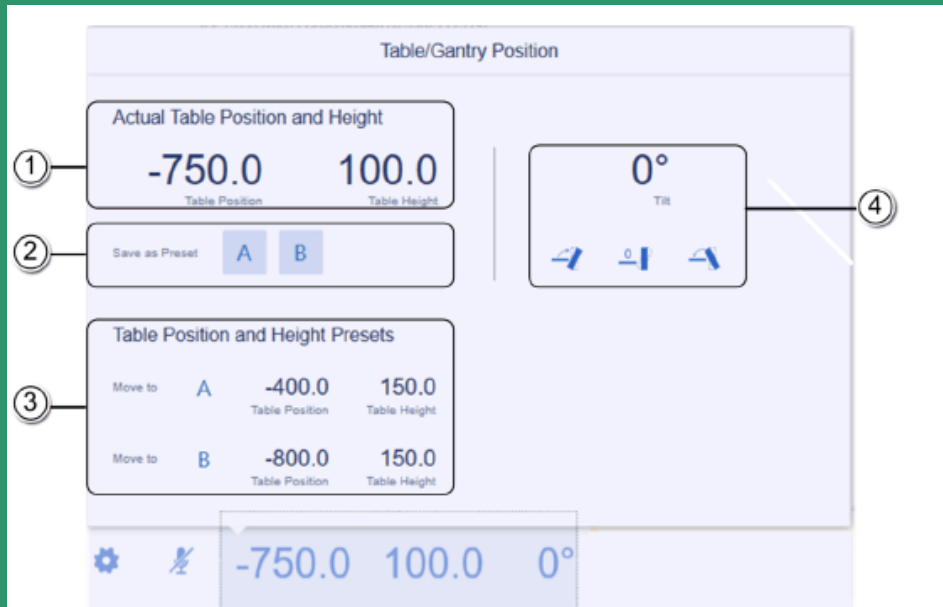 Table/Gantry Position
Actual Table Position and Height
1
-750.0 100.0
Table Position Table Height
2
Save as Preset A B
Table Position and Height Presets
3
Move to A -400.0 150.0
Table Position Table Height
Move to B -800.0 150.0
Table Position Table Height
0°
Tilt
4
0
-750.0 100.0 0°